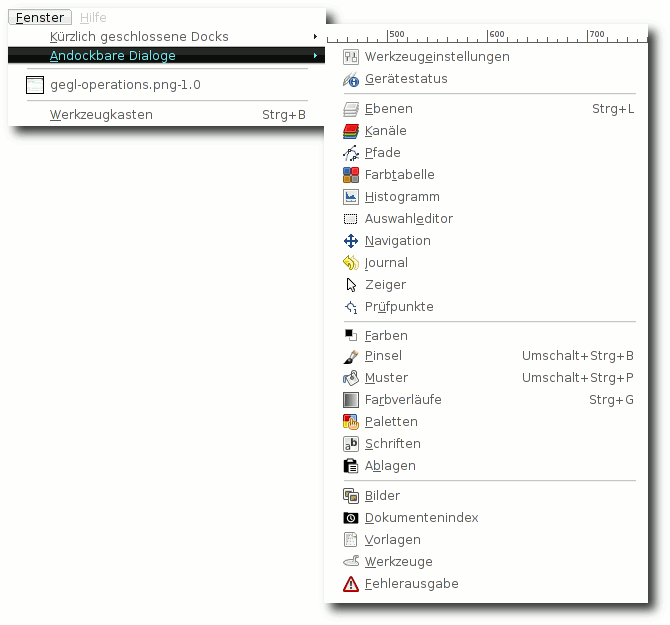 Fenster Hilfe
Kürzlich geschlossene Docks
Andockbare Dialoge
gegl-operations.png-1.0
Werkzeugkasten Strg+B
500 600 700
Werkzeugeinstellungen
Gerätestatus
Ebenen Strg+L
Kanäle
Pfade
Farbtabelle
Histogramm
Auswahleditor
Navigation
Journal
Zeiger
Prüfpunkte
Farben
Pinsel Umschalt+Strg+B
Muster Umschalt+Strg+P
Farbverläufe Strg+G
Paletten
Schriften
Ablagen
Bilder
Dokumentenindex
Vorlagen
Werkzeuge
Fehlerausgabe